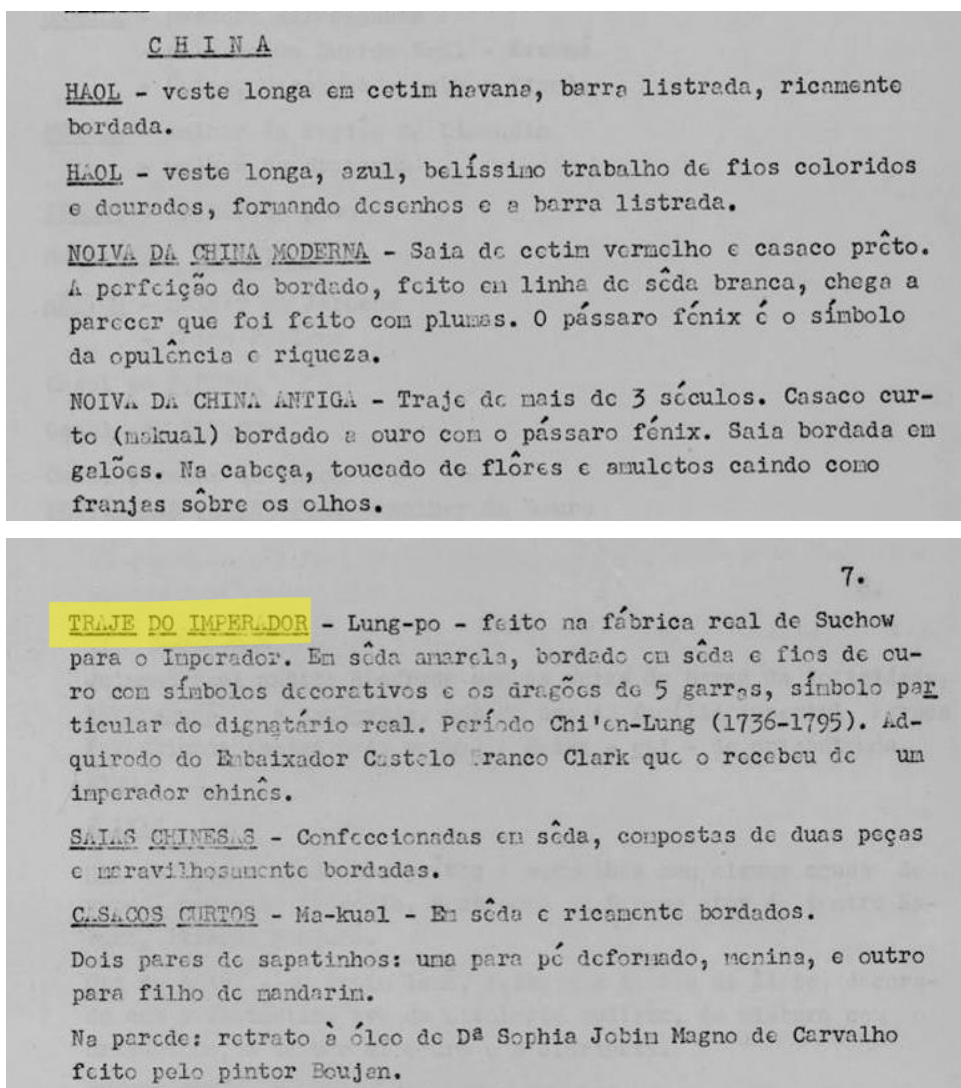 C H I N A
HAOL - veste longa em cetim havana, barra listrada, ricamente
bordada.
HAOL - veste longa, azul, belíssimo trabalho de fios coloridos
e dourados, formando desenhos e a barra listrada.
NOIVA DA CHINA MODERNA - Saia de cetim vermelho e casaco prêto.
A perfeição do bordado, feito em linha de sêda branca, chega a
parecer que foi feito com plumas. O pássaro fénix é o símbolo
da opulência e riqueza.
NOIVA DA CHINA ANTIGA - Traje de mais de 3 séculos. Casaco cur-
to (makual) bordado a ouro com o pássaro fénix. Saia bordada em
galões. Na cabeça, toucado de flôres e amuletos caindo como
franjas sôbre os olhos.
7.
TRAJE DO IMPERADOR - Lung-po - feito na fábrica real de Suchow
para o Imperador. Em sêda amarela, bordado em sêda e fios de ou-
ro com símbolos decorativos e os dragões de 5 garras, símbolo par
ticular do dignatário real. Período Chi'en-Lung (1736-1795). Ad-
quirodo do Embaixador Castelo Branco Clark que o recebeu de um
imperador chinês.
SAIAS CHINESAS - Confeccionadas em sêda, compostas de duas peças
e maravilhosamente bordadas.
CASACOS CURTOS - Ma-kual - Em sêda e ricamente bordados.
Dois pares de sapatinhos: uma para pé deformado, menina, e outro
para filho de mandarim.
Na parede: retrato à óleo de Dª Sophia Jobim Magno de Carvalho
feito pelo pintor Boujan.